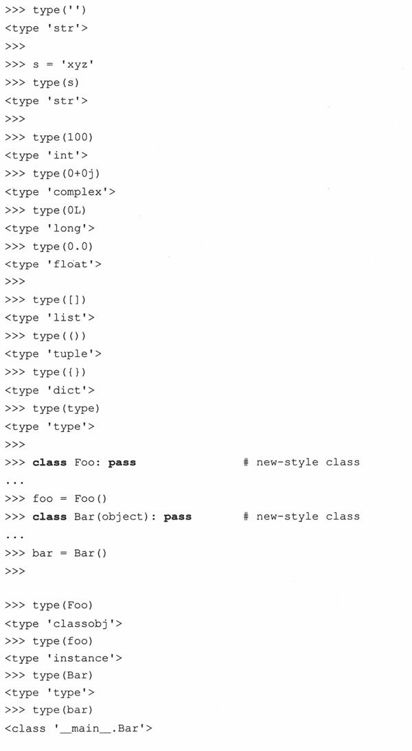 >>> type('')
<type 'str'>
>>>
>>> s = 'xyz'
>>> type(s)
<type 'str'>
>>>
>>> type(100)
<type 'int'>
>>> type(0+0j)
<type 'complex'>
>>> type(0L)
<type 'long'>
>>> type(0.0)
<type 'float'>
>>>
>>> type([])
<type 'list'>
>>> type(())
<type 'tuple'>
>>> type({})
<type 'dict'>
>>> type(type)
<type 'type'>
>>>
>>> class Foo: pass # new-style class
...
>>> foo = Foo()
>>> class Bar(object): pass # new-style class
...
>>> bar = Bar()
>>>
>>> type(Foo)
<type 'classobj'>
>>> type(foo)
<type 'instance'>
>>> type(Bar)
<type 'type'>
>>> type(bar)
<class '__main__.Bar'>